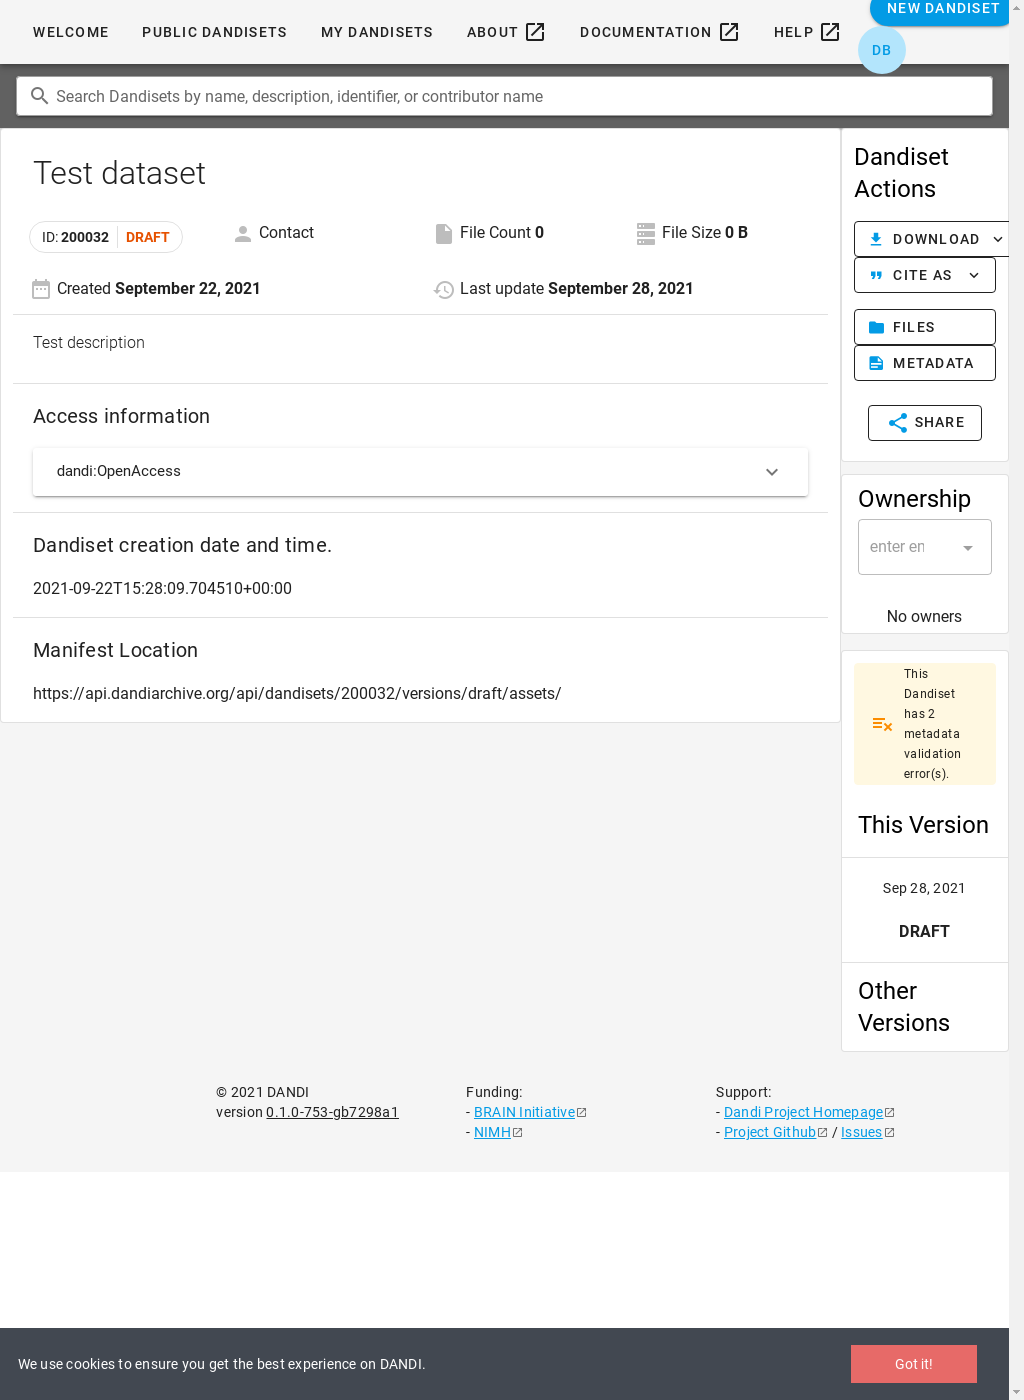 WELCOME PUBLIC DANDISETS MY DANDISETS ABOUT DOCUMENTATION HELP NEW DANDISET
DB
Search Dandisets by name, description, identifier, or contributor name
Test dataset
ID: 200032 DRAFT
Contact
File Count 0
File Size 0 B
Created September 22, 2021
Last update September 28, 2021
Test description
Access information
dandi:OpenAccess
Dandiset creation date and time.
2021-09-22T15:28:09.704510+00:00
Manifest Location
https://api.dandiarchive.org/api/dandisets/200032/versions/draft/assets/
Dandiset
Actions
DOWNLOAD
CITE AS
FILES
METADATA
SHARE
Ownership
enter en
No owners
This
Dandiset
has 2
metadata
validation
error(s).
This Version
Sep 28, 2021
DRAFT
Other
Versions
© 2021 DANDI
version 0.1.0-753-gb7298a1
Funding:
- BRAIN Initiative
- NIMH
Support:
- Dandi Project Homepage
- Project Github / Issues
We use cookies to ensure you get the best experience on DANDI.
Got it!